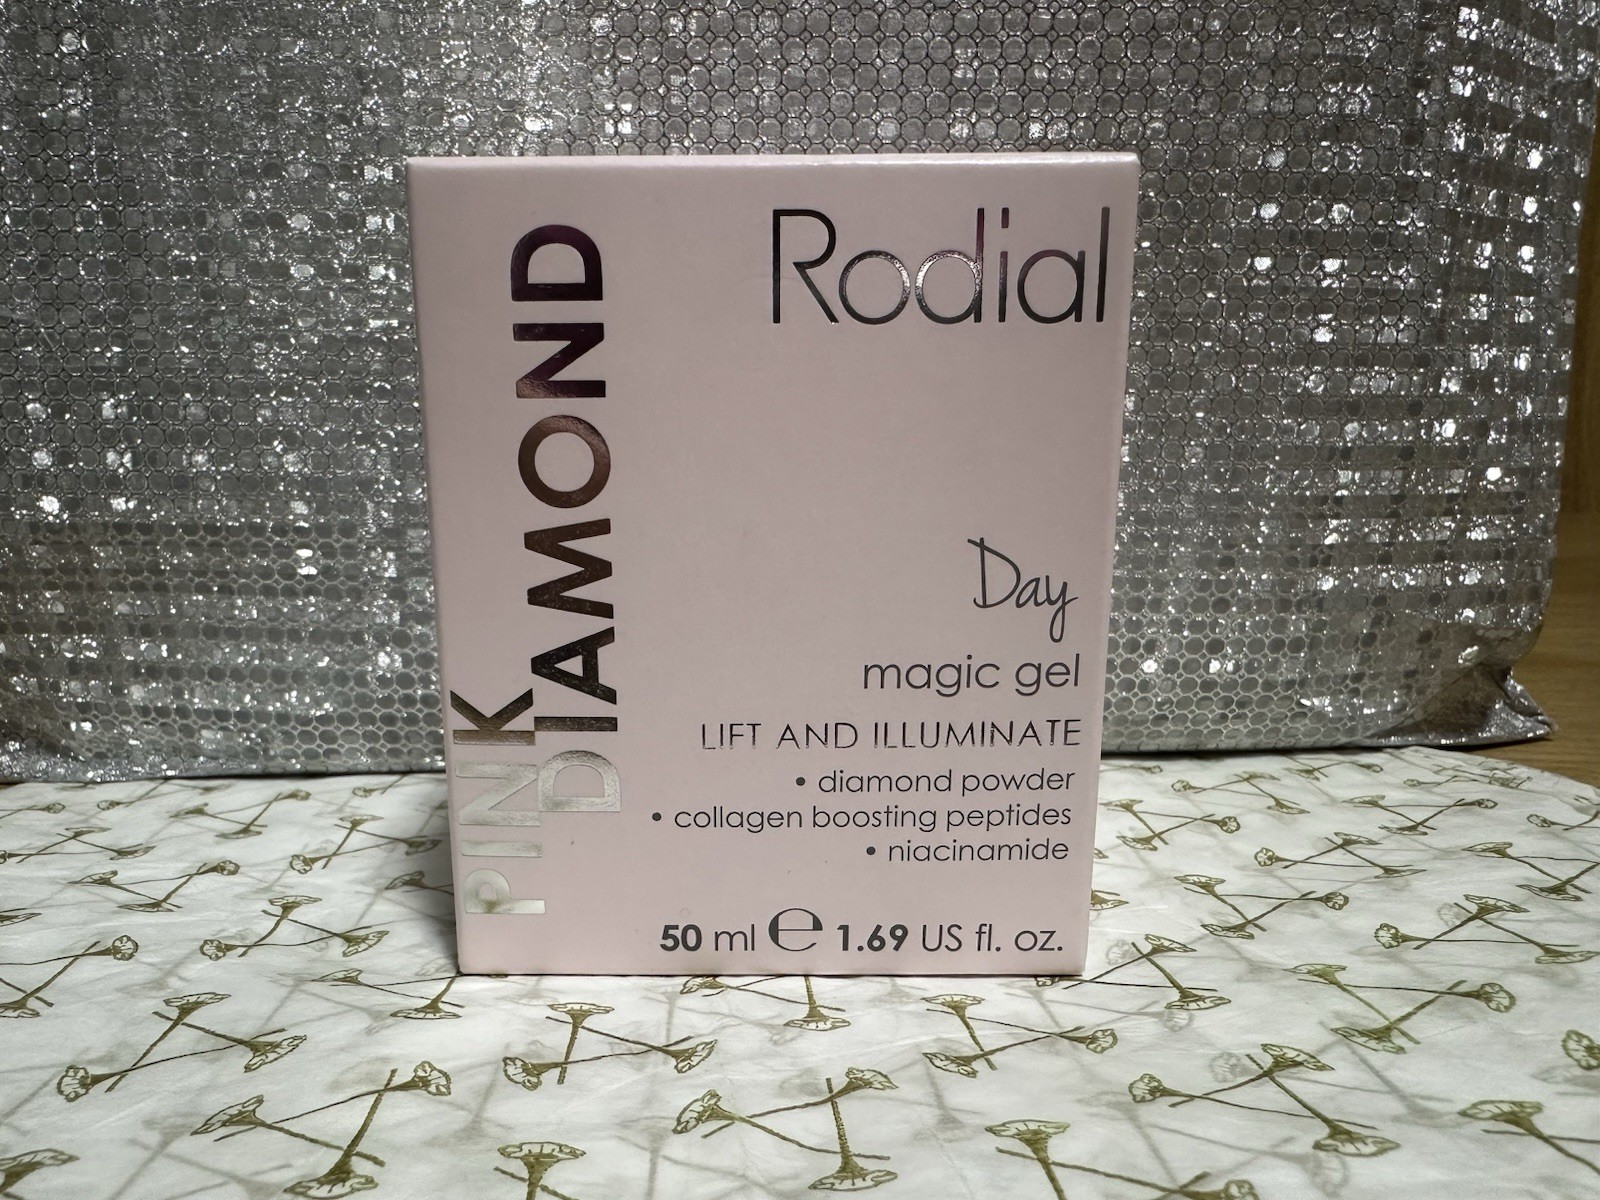 Rodial
PINK
DIAMOND
Day
magic gel
LIFT AND ILLUMINATE
• diamond powder
• collagen boosting peptides
• niacinamide
50 ml ℮ 1.69 US fl. oz.